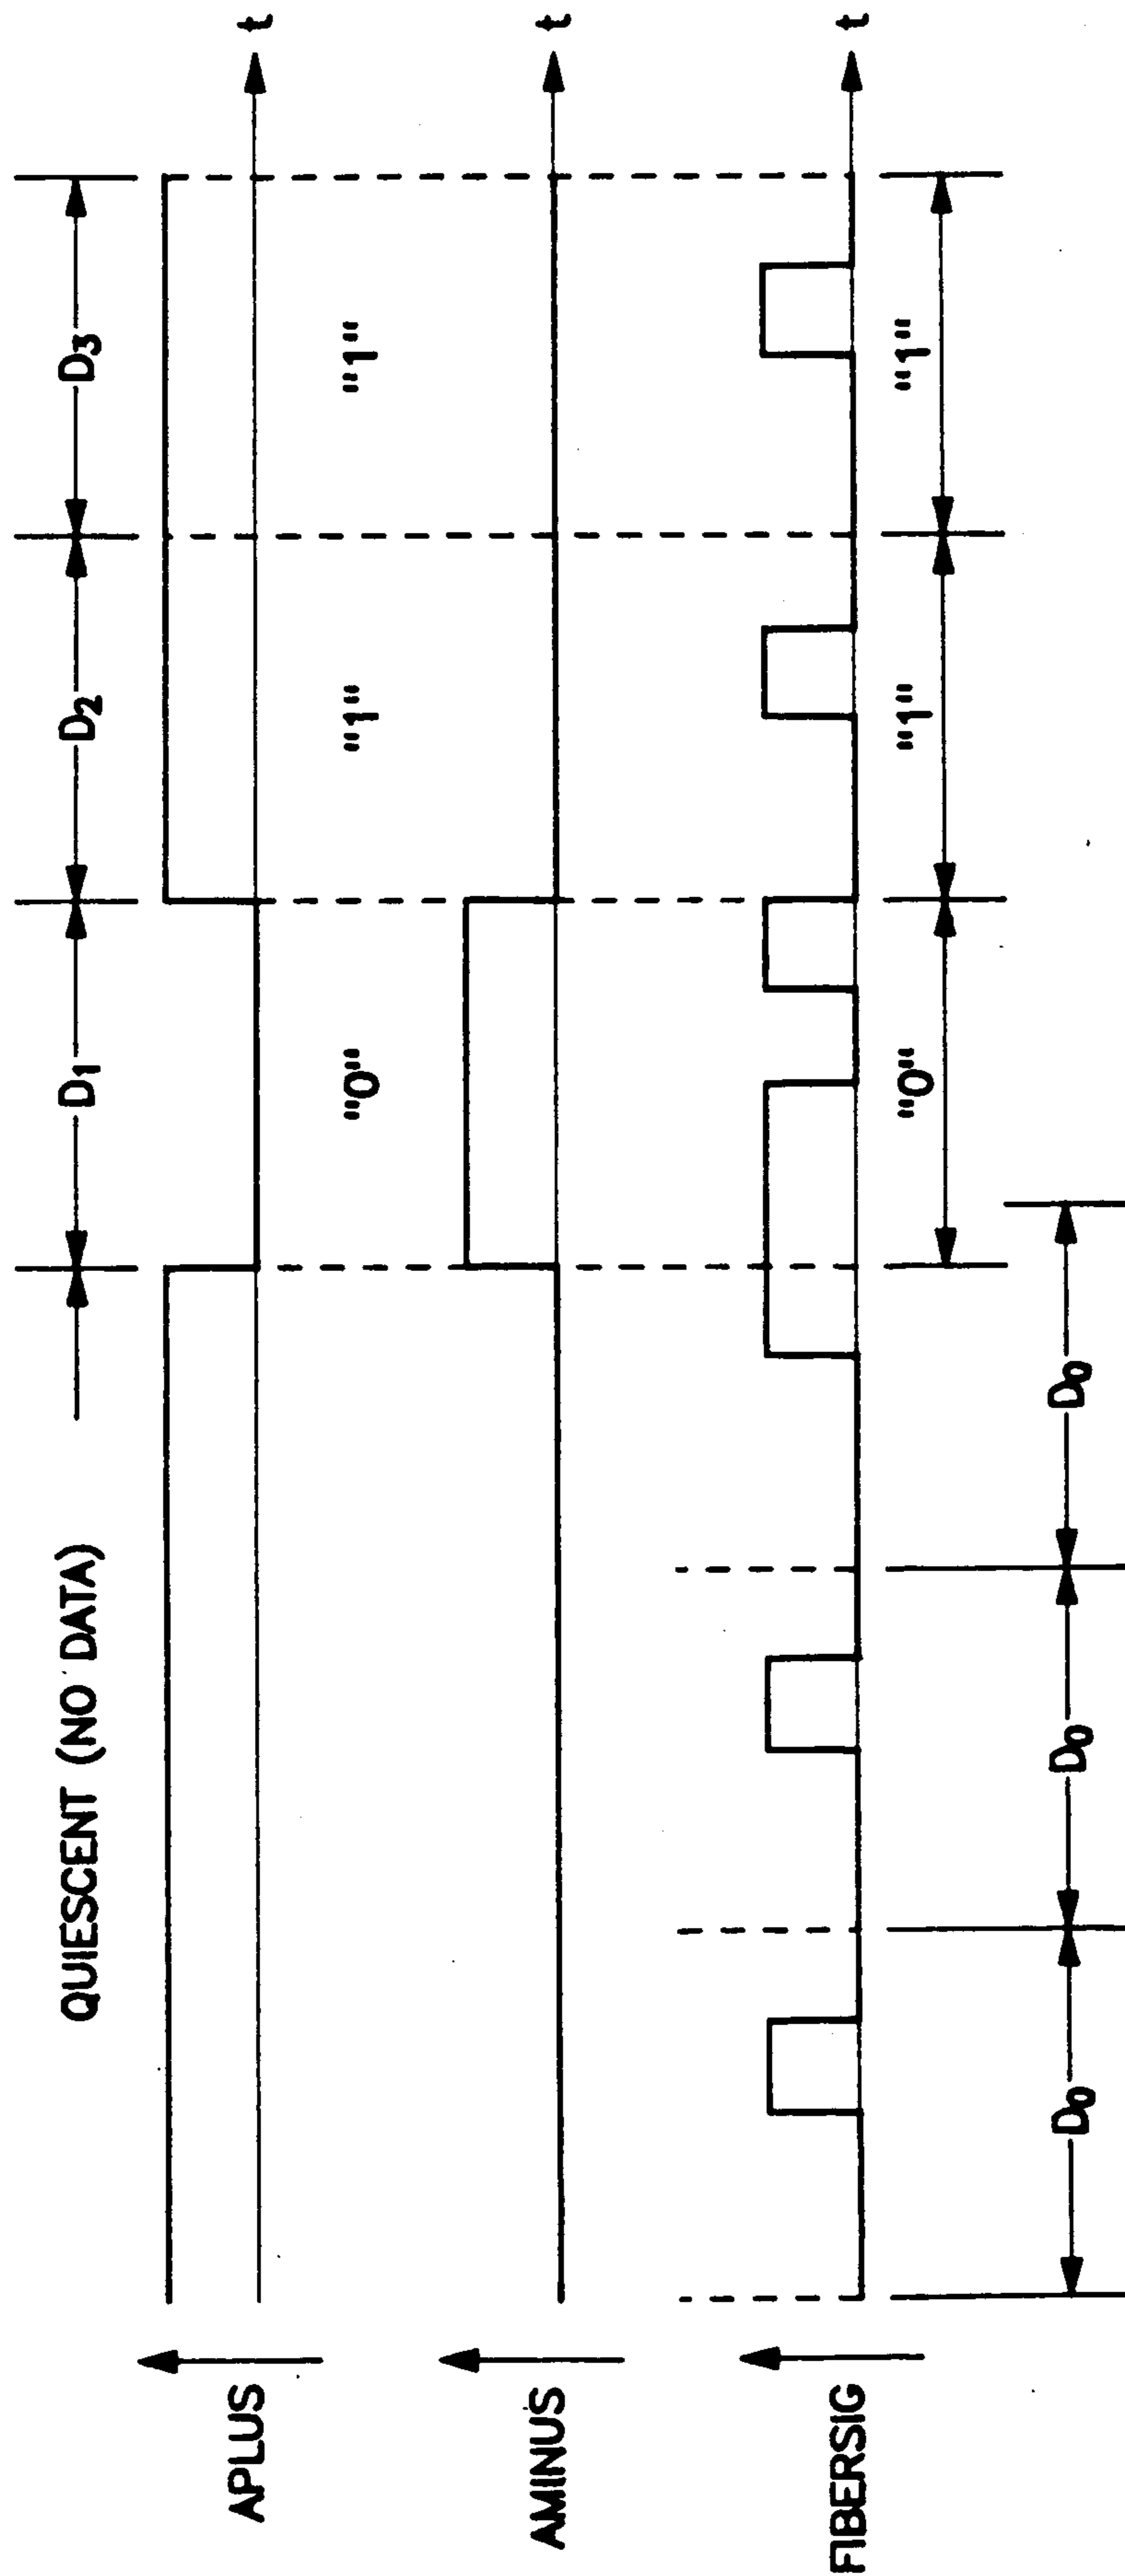 QUIESCENT (NO DATA)
D1
D2
D3
APLUS
t
"0"
"1"
"1"
AMINUS
t
FIBERSIG
t
"0"
"1"
"1"
D0
D0
D0